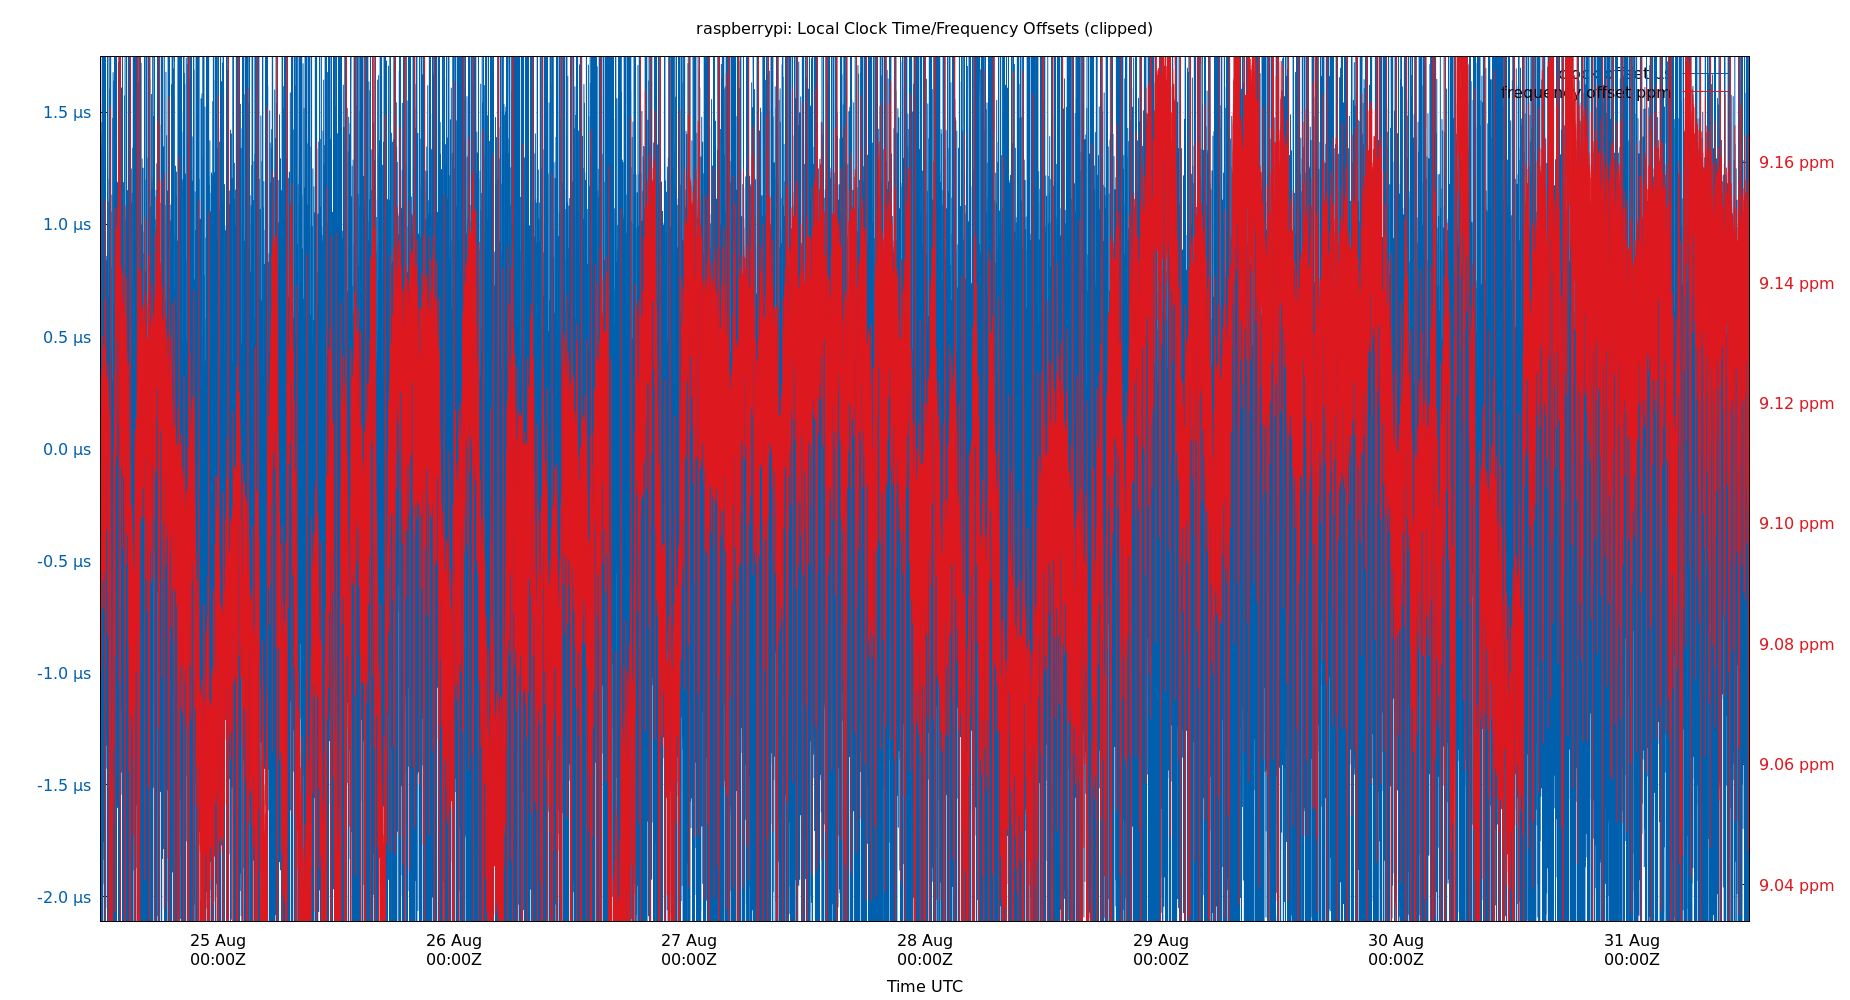 raspberrypi: Local Clock Time/Frequency Offsets (clipped)
clock offset
frequency offset ppm
1.5 µs
1.0 µs
0.5 µs
0.0 µs
-0.5 µs
-1.0 µs
-1.5 µs
-2.0 µs
9.16 ppm
9.14 ppm
9.12 ppm
9.10 ppm
9.08 ppm
9.06 ppm
9.04 ppm
25 Aug
00:00Z
26 Aug
00:00Z
27 Aug
00:00Z
28 Aug
00:00Z
29 Aug
00:00Z
30 Aug
00:00Z
31 Aug
00:00Z
Time UTC